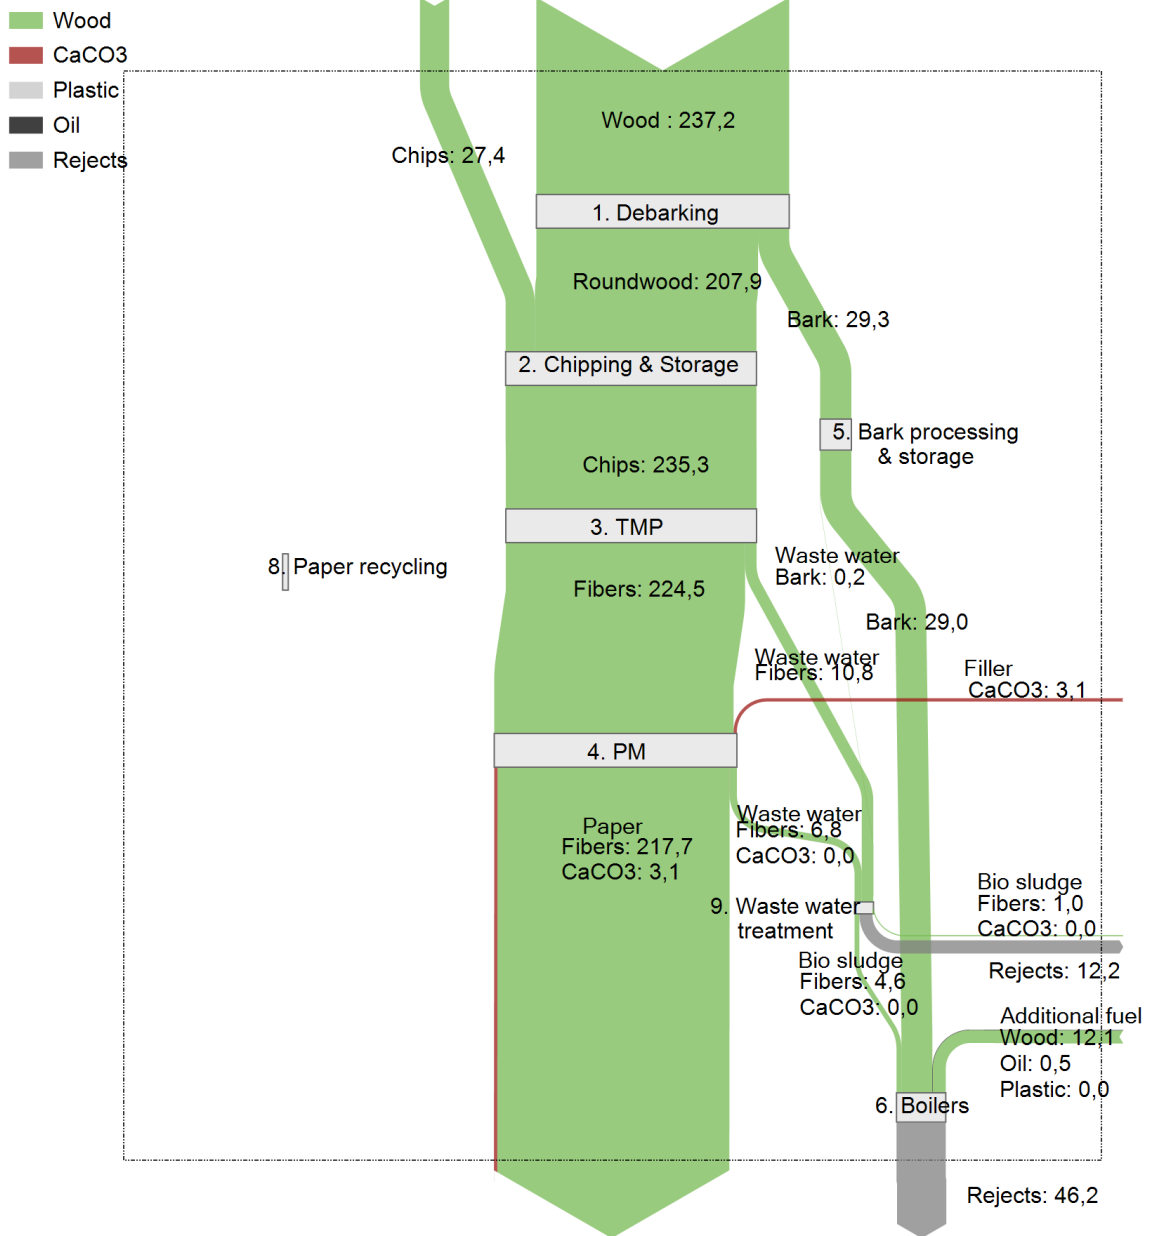 Wood
CaCO3
Plastic
Oil
Rejects
Wood : 237,2
Chips: 27,4
1. Debarking
Roundwood: 207,9
Bark: 29,3
2. Chipping & Storage
5. Bark processing
& storage
Chips: 235,3
3. TMP
Waste water
Bark: 0,2
8. Paper recycling
Fibers: 224,5
Bark: 29,0
Waste water
Fibers: 10,8
Filler
CaCO3: 3,1
4. PM
Paper
Fibers: 217,7
CaCO3: 3,1
Waste water
Fibers: 6,8
CaCO3: 0,0
Bio sludge
Fibers: 1,0
CaCO3: 0,0
9. Waste water
treatment
Rejects: 12,2
Bio sludge
Fibers: 4,6
CaCO3: 0,0
Additional fuel
Wood: 12,1
Oil: 0,5
Plastic: 0,0
6. Boilers
Rejects: 46,2